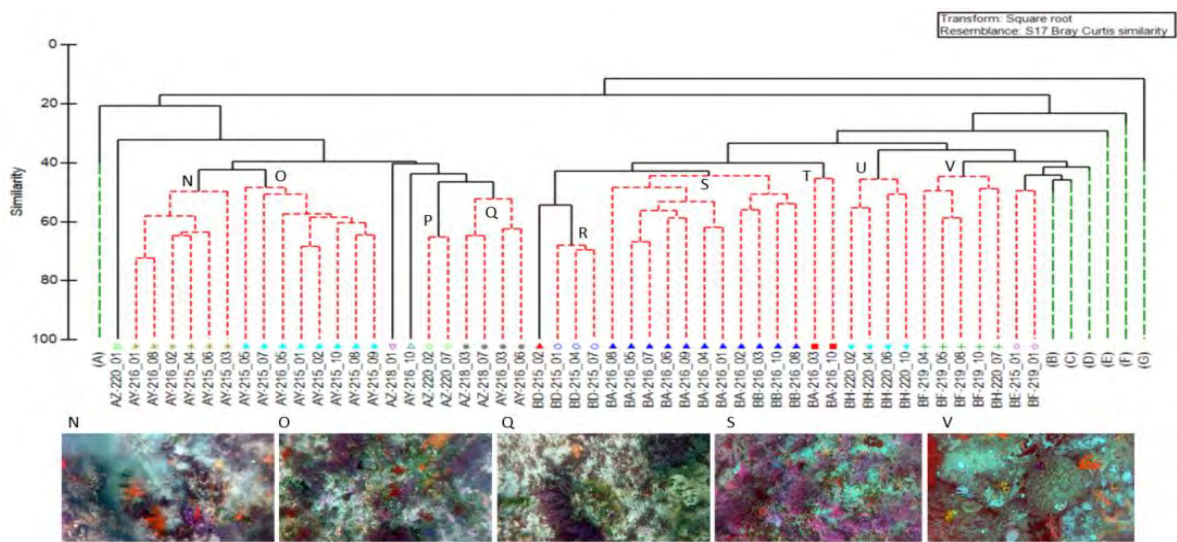 Transform: Square root
Resemblance: S17 Bray Curtis similarity
0
20
40
60
80
100
Similarity
N
O
P
Q
R
S
T
U
V
(A)
AZ-220_01
AY-216_01
AY-216_08
AY-216_02
AY-215_04
AY-215_06
AY-215_03
AY-215_05
AY-215_07
AY-216_05
AY-215_01
AY-215_02
AY-215_10
AY-215_08
AY-215_09
AZ-218_01
AY-216_10
AZ-220_02
AZ-220_07
AZ-218_03
AZ-218_07
AY-216_03
AY-216_06
BD-215_02
BD-215_01
BD-215_04
BD-215_07
BA-216_08
BA-216_05
BA-216_07
BA-216_06
BA-216_09
BA-216_04
BA-216_01
BA-216_02
BB-216_03
BB-216_10
BB-216_08
BA-216_03
BA-216_10
BH-220_02
BH-220_04
BH-220_06
BH-220_10
BF-219_04
BF-219_05
BF-219_08
BF-219_10
BH-220_07
BE-215_01
BF-219_01
(B)
(C)
(D)
(E)
(F)
(G)
N
O
Q
S
V